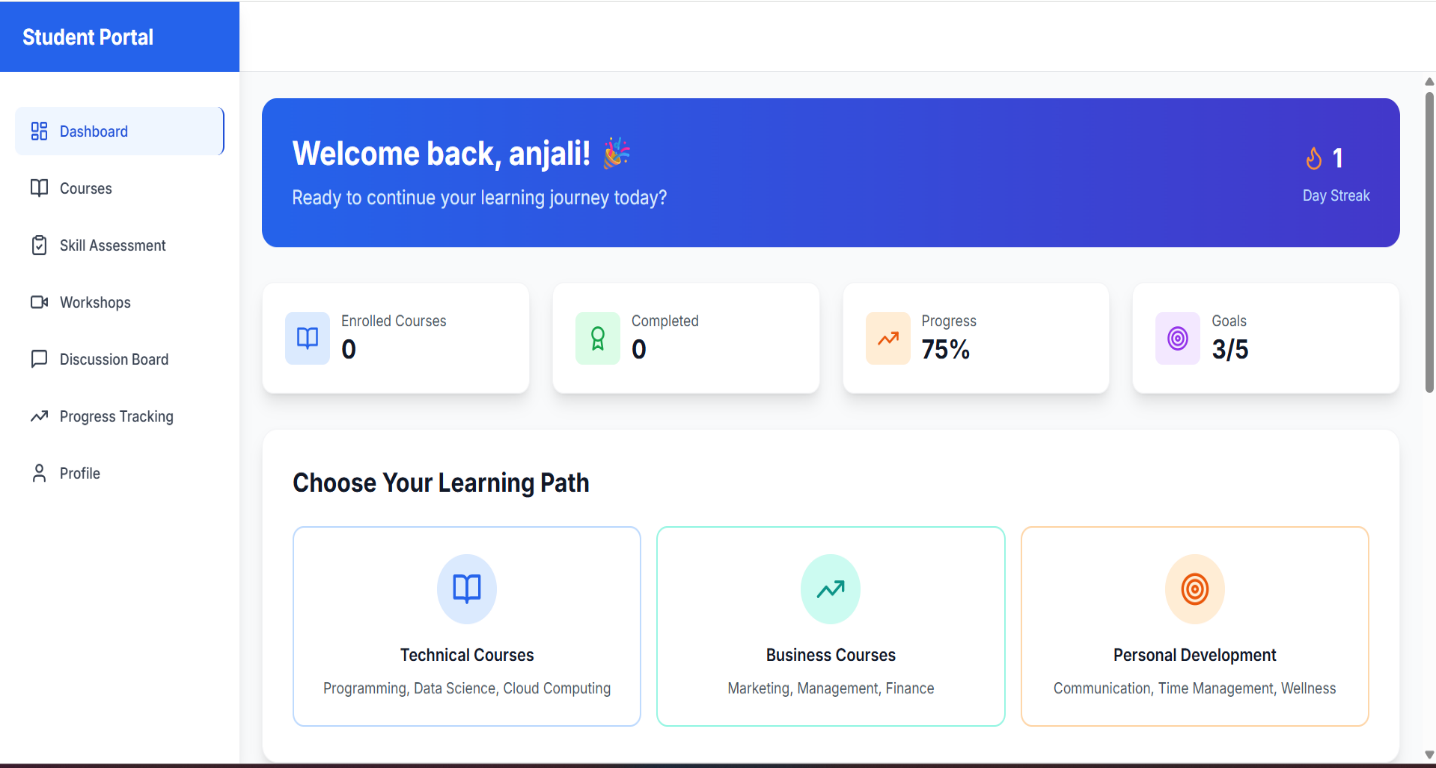 Student Portal
Dashboard
Courses
Skill Assessment
Workshops
Discussion Board
Progress Tracking
Profile
Welcome back, anjali! 🎉
Ready to continue your learning journey today?
1
Day Streak
Enrolled Courses
0
Completed
0
Progress
75%
Goals
3/5
Choose Your Learning Path
Technical Courses
Programming, Data Science, Cloud Computing
Business Courses
Marketing, Management, Finance
Personal Development
Communication, Time Management, Wellness